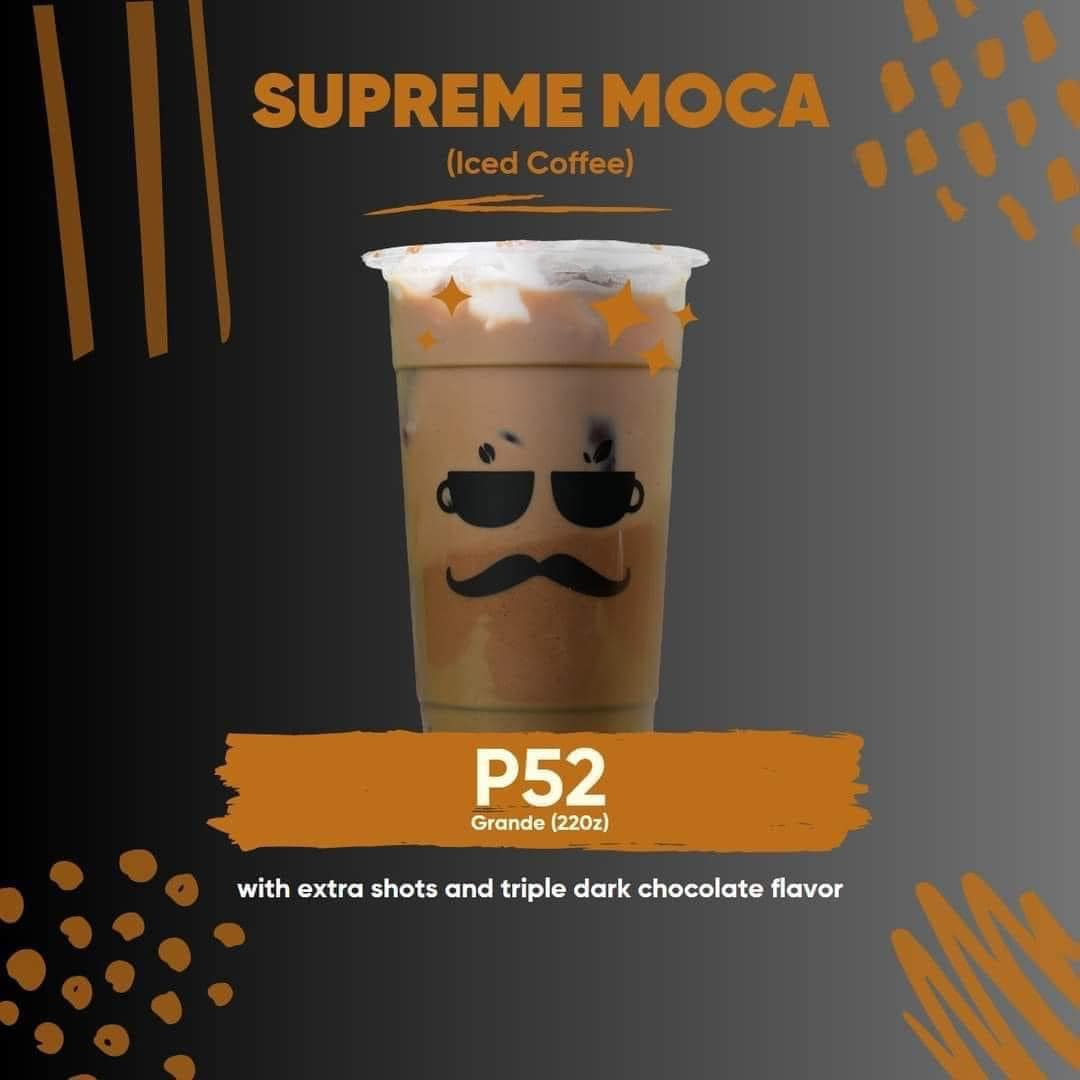 SUPREME MOCA
(Iced Coffee)
P52
Grande (22oz)
with extra shots and triple dark chocolate flavor